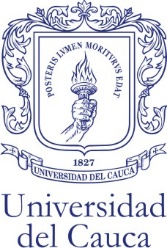 POSTERIS LVMEN MORITVRVS EDAT
1827
UNIVERSIDAD DEL CAUCA
Universidad
del Cauca